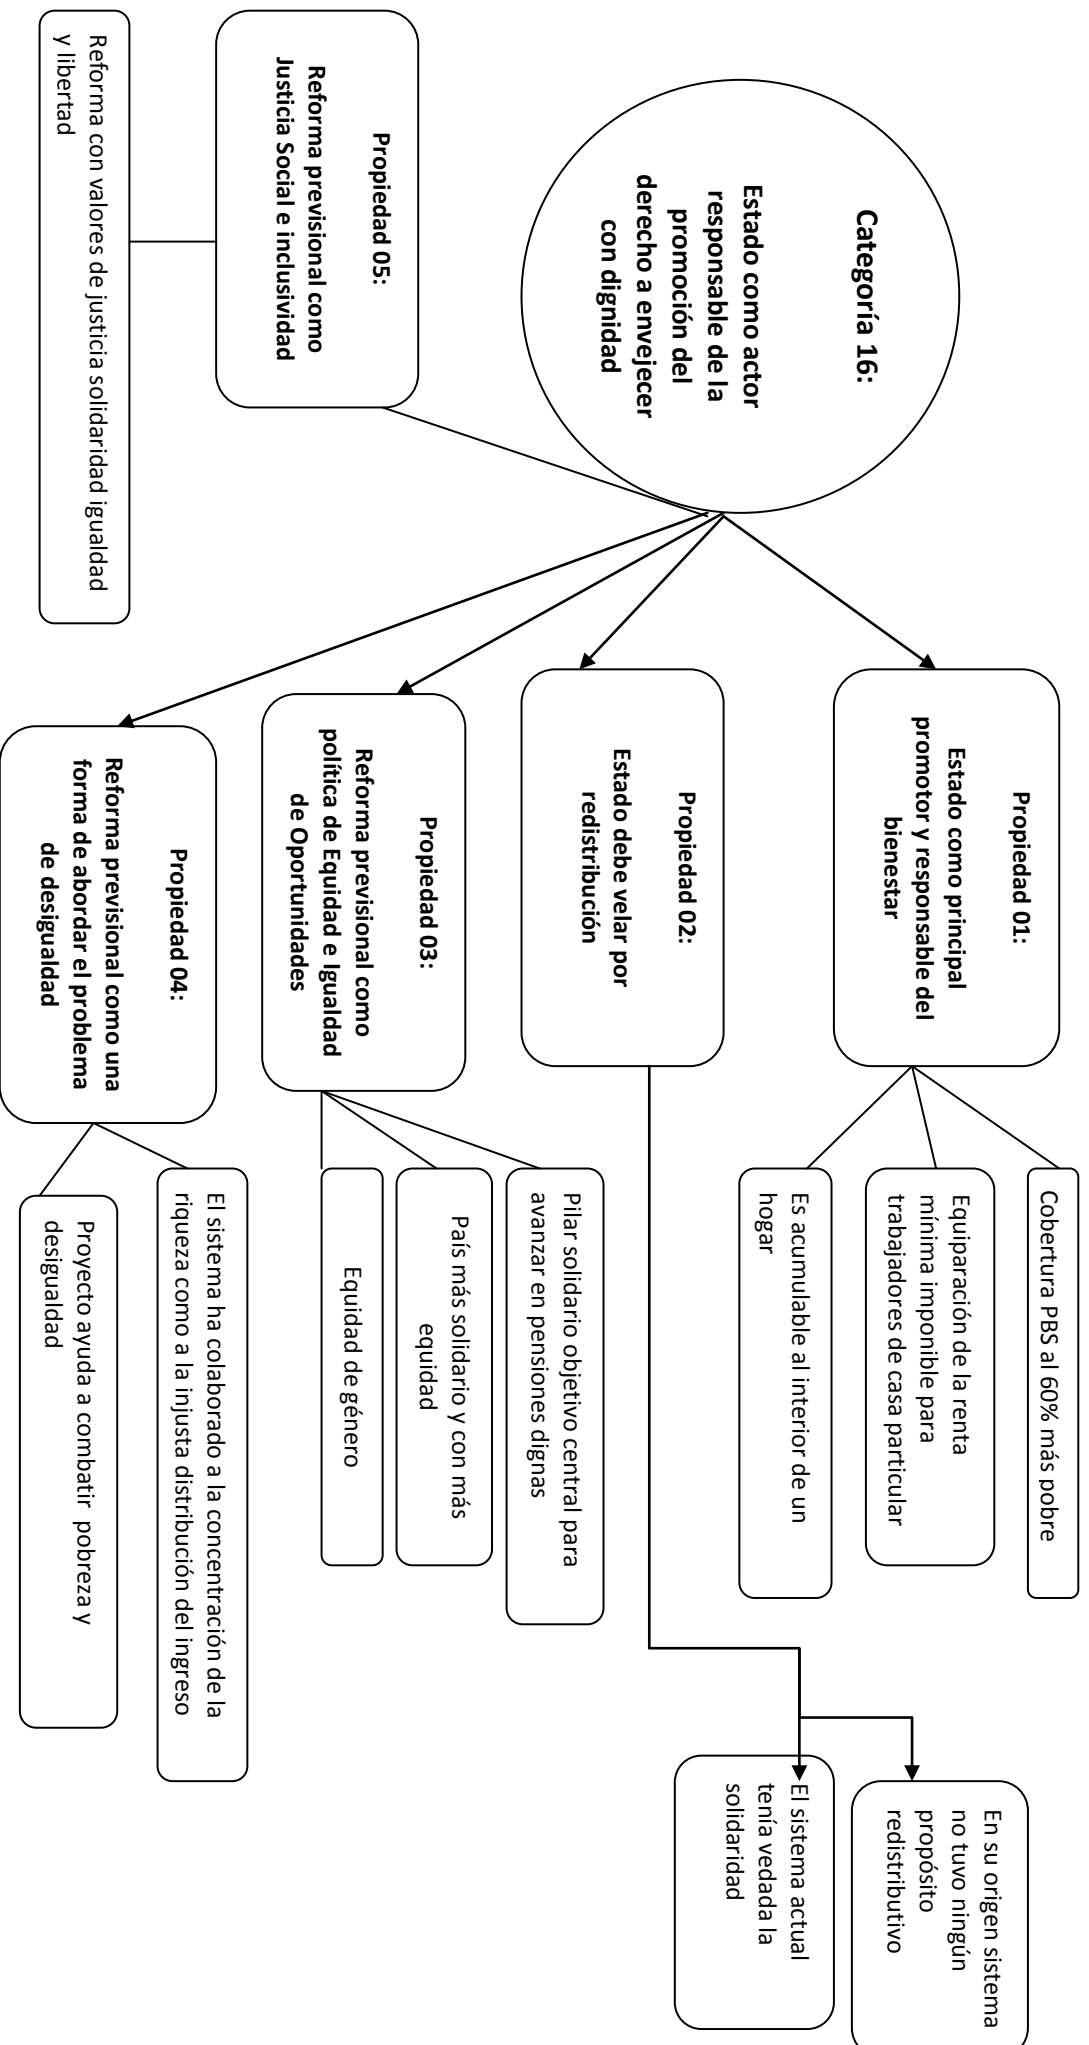 Categoría 16:
Estado como actor
responsable de la
promoción del
derecho a envejecer
con dignidad
Propiedad 01:
Estado como principal
promotor y responsable del
bienestar
Cobertura PBS al 60% más pobre
Equiparación de la renta
mínima imponible para
trabajadores de casa particular
Es acumulable al interior de un
hogar
Propiedad 02:
Estado debe velar por
redistribución
En su origen sistema
no tuvo ningún
propósito
redistributivo
El sistema actual
tenía vedada la
solidaridad
Propiedad 03:
Reforma previsional como
política de Equidad e Igualdad
de Oportunidades
Pilar solidario objetivo central para
avanzar en pensiones dignas
País más solidario y con más
equidad
Equidad de género
Propiedad 04:
Reforma previsional como una
forma de abordar el problema
de desigualdad
El sistema ha colaborado a la concentración de la
riqueza como a la injusta distribución del ingreso
Proyecto ayuda a combatir pobreza y
desigualdad
Propiedad 05:
Reforma previsional como
Justicia Social e inclusividad
Reforma con valores de justicia solidaridad igualdad
y libertad